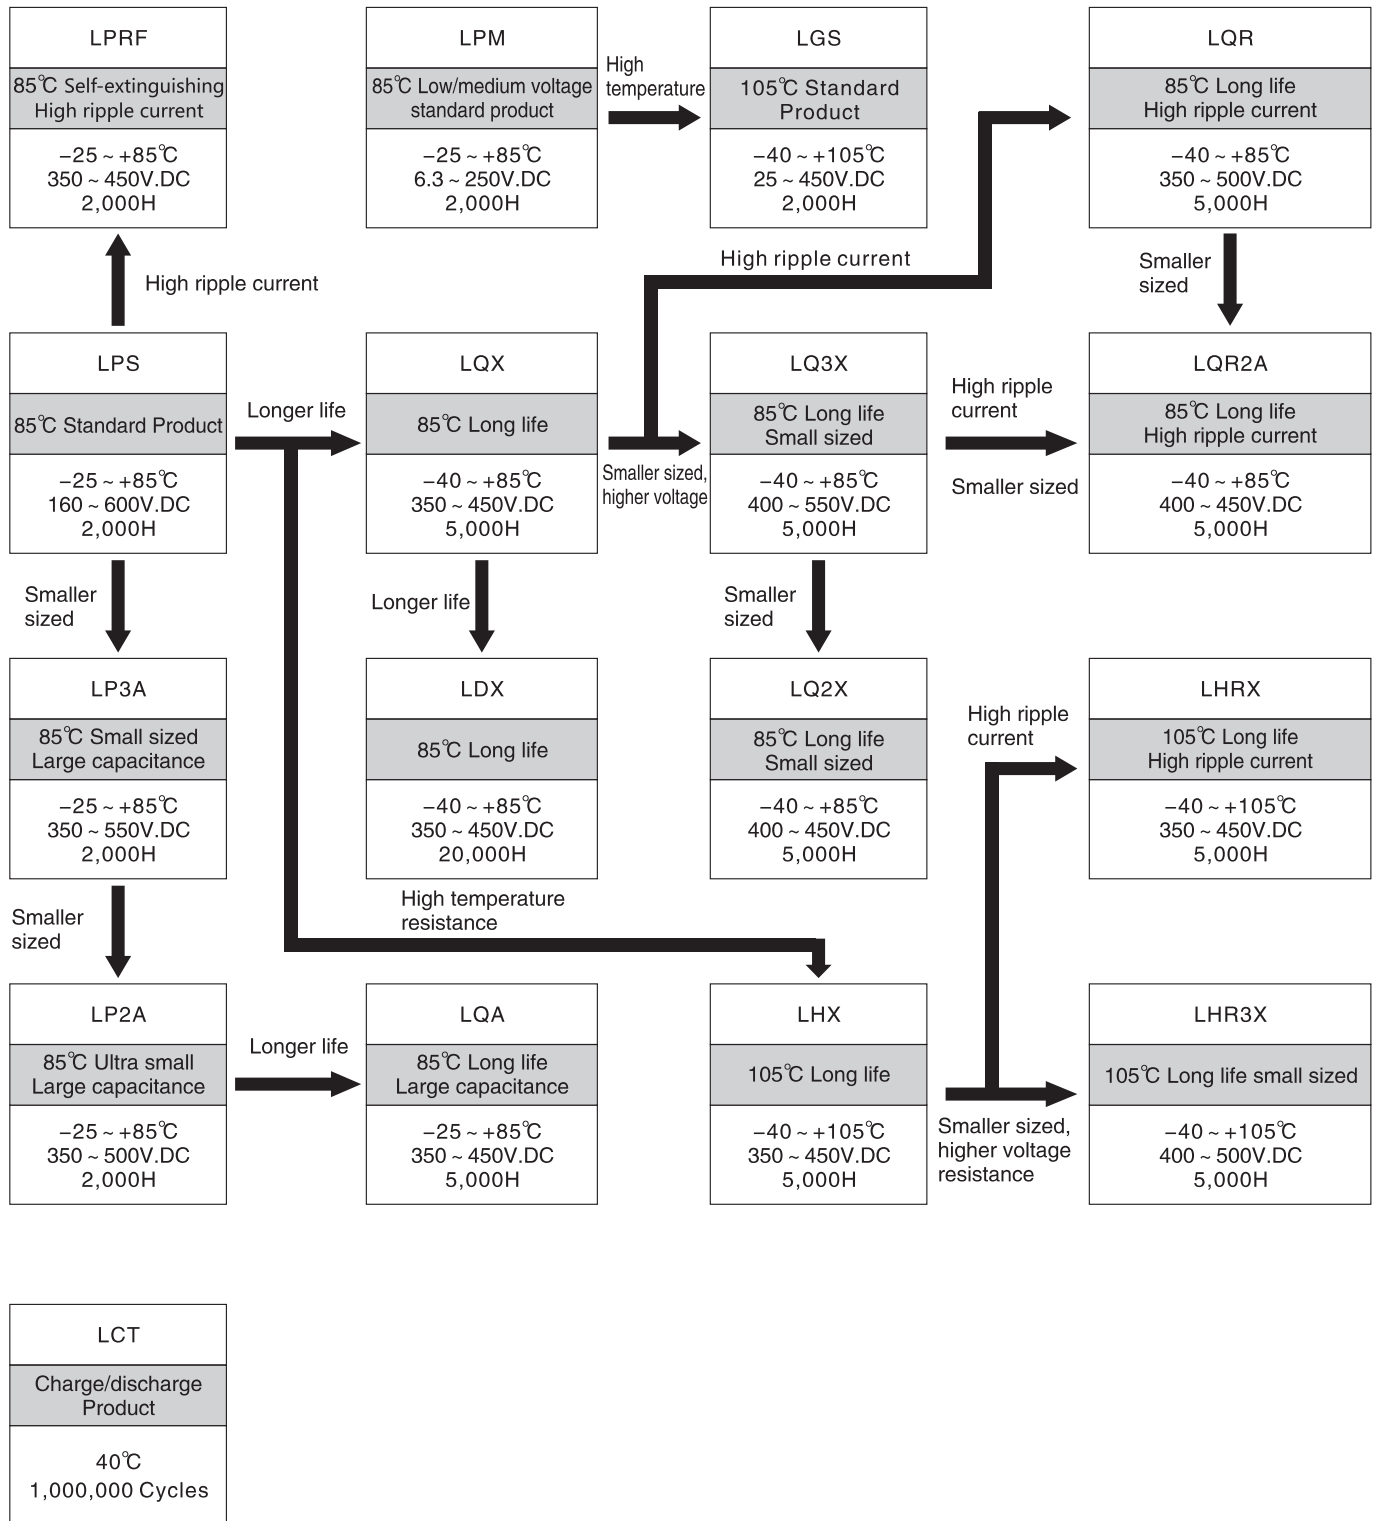 LPRF
85℃ Self-extinguishing
High ripple current
−25 ~ +85℃
350 ~ 450V.DC
2,000H
LPM
85℃ Low/medium voltage
standard product
−25 ~ +85℃
6.3 ~ 250V.DC
2,000H
High
temperature
LGS
105℃ Standard
Product
−40 ~ +105℃
25 ~ 450V.DC
2,000H
LQR
85℃ Long life
High ripple current
−40 ~ +85℃
350 ~ 500V.DC
5,000H
High ripple current
High ripple current
Smaller
sized
LPS
85℃ Standard Product
−25 ~ +85℃
160 ~ 600V.DC
2,000H
Longer life
LQX
85℃ Long life
−40 ~ +85℃
350 ~ 450V.DC
5,000H
Smaller sized,
higher voltage
LQ3X
85℃ Long life
Small sized
−40 ~ +85℃
400 ~ 550V.DC
5,000H
High ripple
current
Smaller sized
LQR2A
85℃ Long life
High ripple current
−40 ~ +85℃
400 ~ 450V.DC
5,000H
Smaller
sized
Longer life
Smaller
sized
LP3A
85℃ Small sized
Large capacitance
−25 ~ +85℃
350 ~ 550V.DC
2,000H
LDX
85℃ Long life
−40 ~ +85℃
350 ~ 450V.DC
20,000H
LQ2X
85℃ Long life
Small sized
−40 ~ +85℃
400 ~ 450V.DC
5,000H
High ripple
current
LHRX
105℃ Long life
High ripple current
−40 ~ +105℃
350 ~ 450V.DC
5,000H
Smaller
sized
High temperature
resistance
LP2A
85℃ Ultra small
Large capacitance
−25 ~ +85℃
350 ~ 500V.DC
2,000H
Longer life
LQA
85℃ Long life
Large capacitance
−25 ~ +85℃
350 ~ 450V.DC
5,000H
LHX
105℃ Long life
−40 ~ +105℃
350 ~ 450V.DC
5,000H
Smaller sized,
higher voltage
resistance
LHR3X
105℃ Long life small sized
−40 ~ +105℃
400 ~ 500V.DC
5,000H
LCT
Charge/discharge
Product
40℃
1,000,000 Cycles